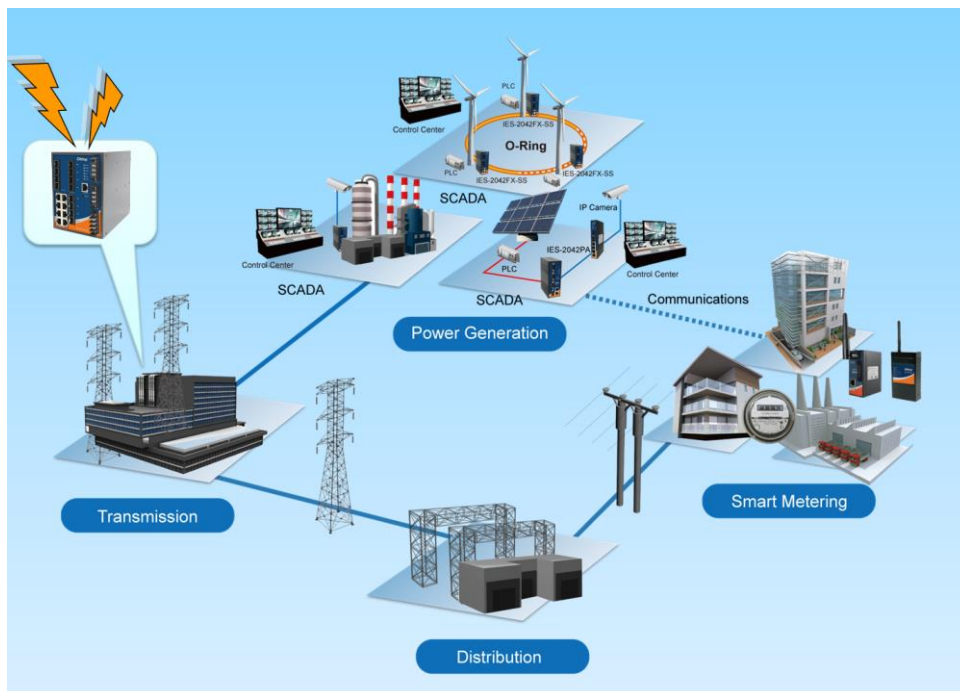 PLC
Control Center
IES-2042FX-SS
O-Ring
PLC
IES-2042FX-SS
IES-2042FX-SS
SCADA
IP Camera
IES-2042PA
Control Center
PLC
Control Center
SCADA
SCADA
Communications
Power Generation
Transmission
Smart Metering
Distribution